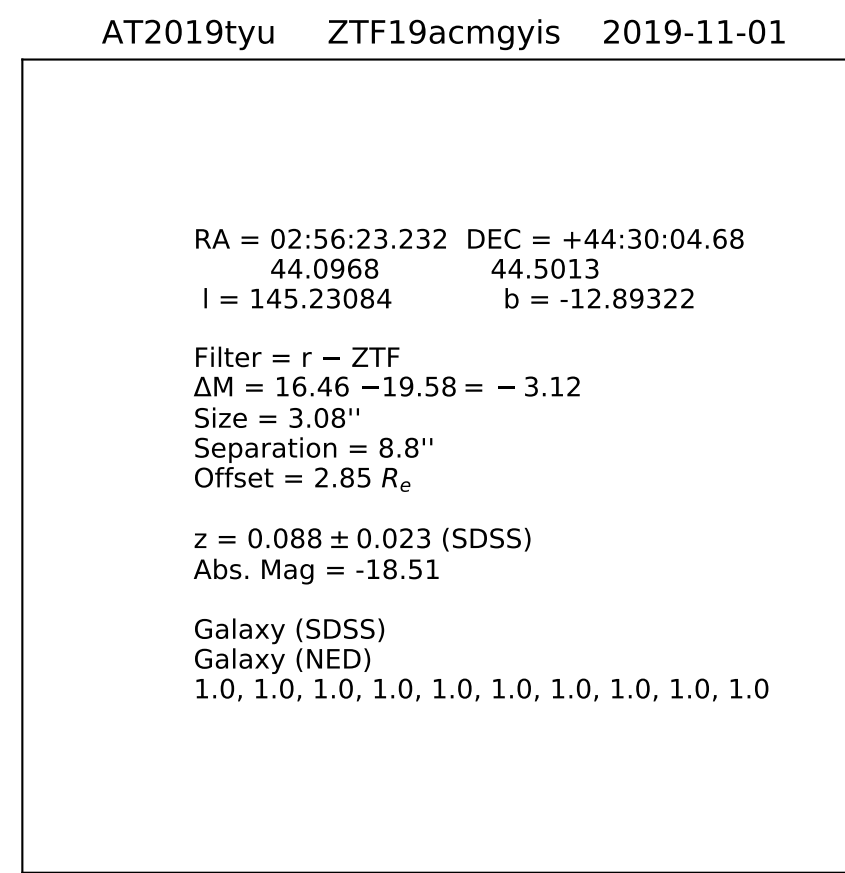 AT2019tyu ZTF19acmgyis 2019-11-01
RA = 02:56:23.232 DEC = +44:30:04.68
44.0968 44.5013
l = 145.23084 b = -12.89322
Filter = r − ZTF
ΔM = 16.46 −19.58 = − 3.12
Size = 3.08''
Separation = 8.8''
Offset = 2.85 Rₑ
z = 0.088 ± 0.023 (SDSS)
Abs. Mag = -18.51
Galaxy (SDSS)
Galaxy (NED)
1.0, 1.0, 1.0, 1.0, 1.0, 1.0, 1.0, 1.0, 1.0, 1.0